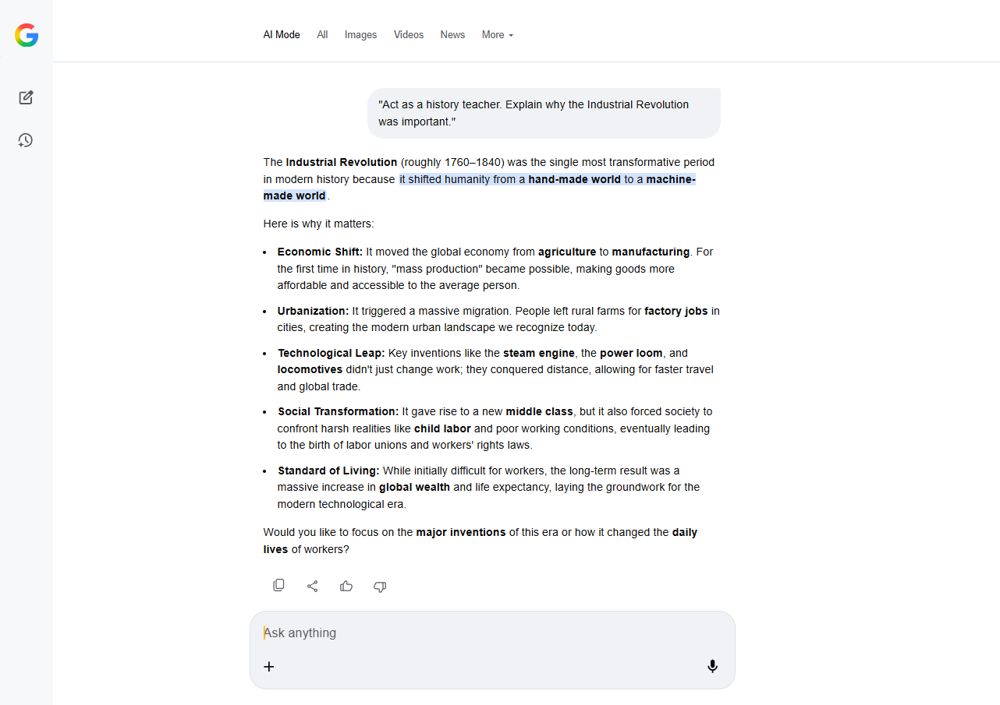 AI Mode All Images Videos News More
"Act as a history teacher. Explain why the Industrial Revolution
was important."
The Industrial Revolution (roughly 1760–1840) was the single most transformative period
in modern history because it shifted humanity from a hand-made world to a machine-
made world.
Here is why it matters:
• Economic Shift: It moved the global economy from agriculture to manufacturing. For
the first time in history, "mass production" became possible, making goods more
affordable and accessible to the average person.
• Urbanization: It triggered a massive migration. People left rural farms for factory jobs in
cities, creating the modern urban landscape we recognize today.
• Technological Leap: Key inventions like the steam engine, the power loom, and
locomotives didn't just change work; they conquered distance, allowing for faster travel
and global trade.
• Social Transformation: It gave rise to a new middle class, but it also forced society to
confront harsh realities like child labor and poor working conditions, eventually leading
to the birth of labor unions and workers' rights laws.
• Standard of Living: While initially difficult for workers, the long-term result was a
massive increase in global wealth and life expectancy, laying the groundwork for the
modern technological era.
Would you like to focus on the major inventions of this era or how it changed the daily
lives of workers?
Ask anything